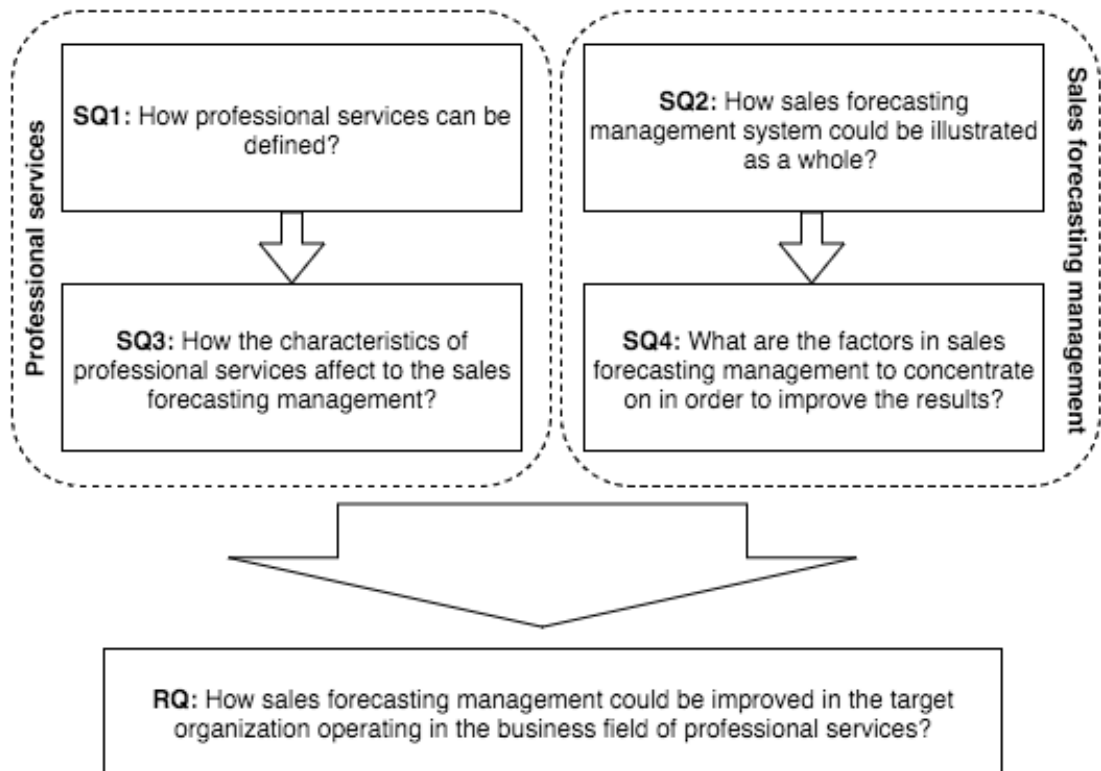 Professional services
SQ1: How professional services can be
defined?
SQ3: How the characteristics of
professional services affect to the sales
forecasting management?
SQ2: How sales forecasting
management system could be illustrated
as a whole?
SQ4: What are the factors in sales
forecasting management to concentrate
on in order to improve the results?
Sales forecasting management
RQ: How sales forecasting management could be improved in the target
organization operating in the business field of professional services?